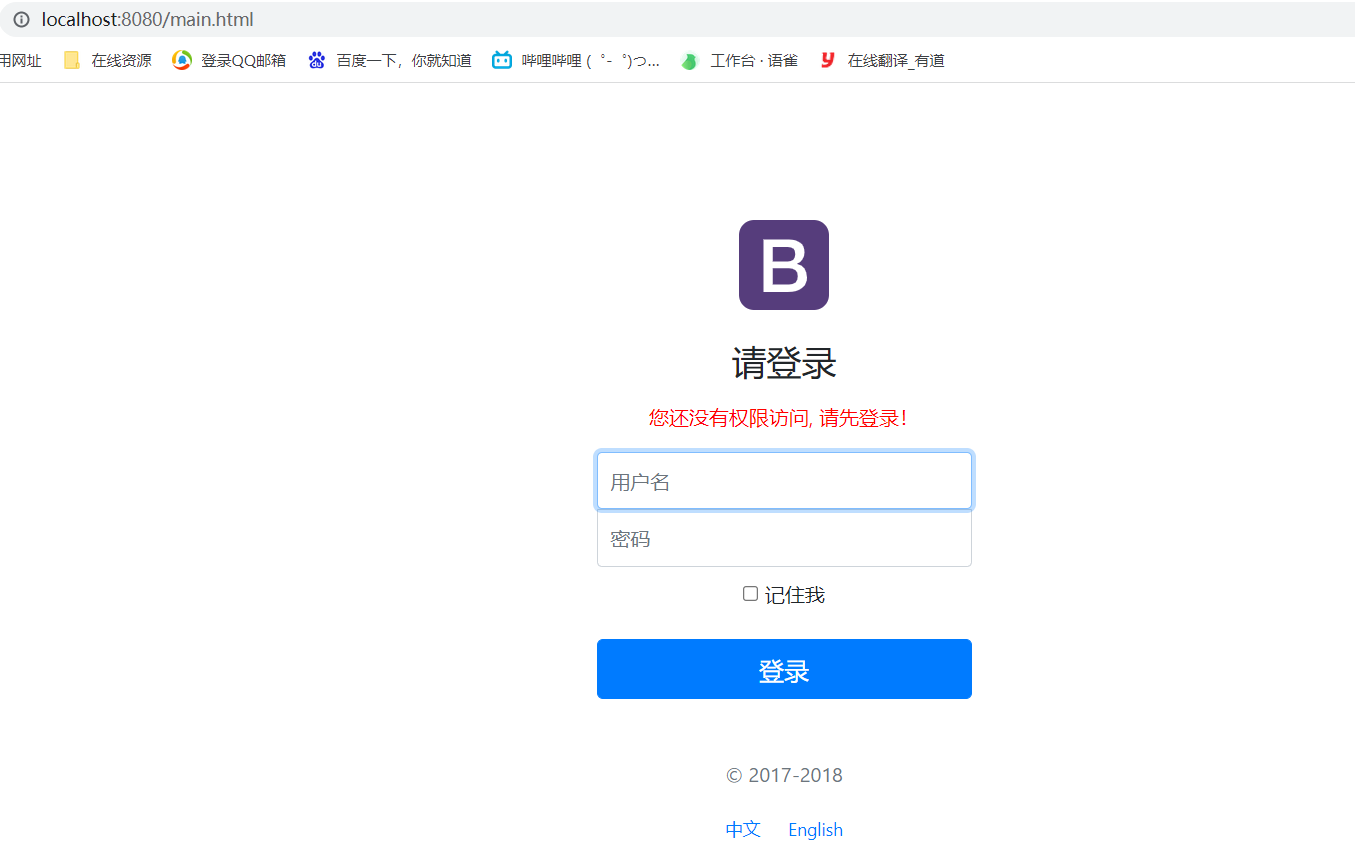 localhost:8080/main.html
用网址 在线资源 登录QQ邮箱 百度一下，你就知道 哔哩哔哩 ( ゜- ゜)つ... 工作台 · 语雀 在线翻译_有道
B
请登录
您还没有权限访问, 请先登录！
用户名
密码
记住我
登录
© 2017-2018
中文 English